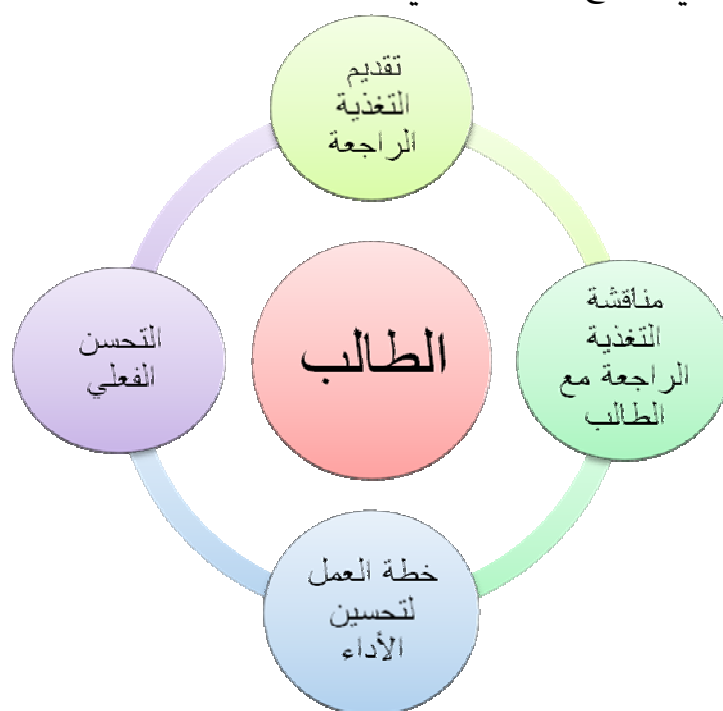 تقديم
التغذية
الراجعة
مناقشة
التغذية
الراجعة مع
الطالب
الطالب
التحسن
الفعلي
خطة العمل
لتحسين
الأداء